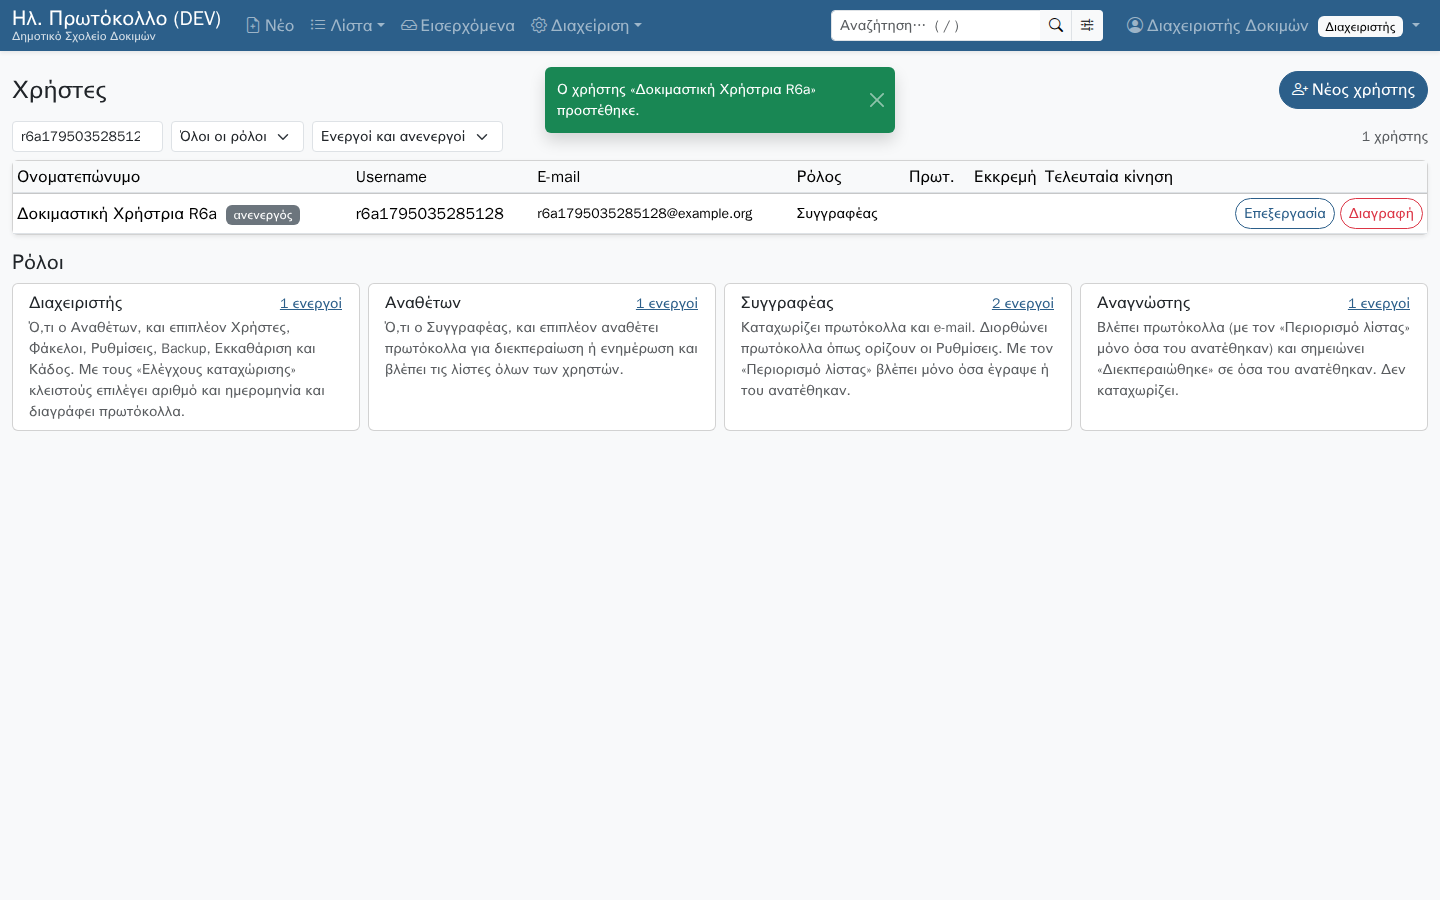 Ηλ. Πρωτόκολλο (DEV)
Δημοτικό Σχολείο Δοκιμών
Νέο
Λίστα
Εισερχόμενα
Διαχείριση
Αναζήτηση… ( / )
Διαχειριστής Δοκιμών Διαχειριστής
Χρήστες
Ο χρήστης «Δοκιμαστική Χρήστρια R6a» προστέθηκε.
Νέος χρήστης
r6a179503528512
Όλοι οι ρόλοι
Ενεργοί και ανενεργοί
1 χρήστης
Ονοματεπώνυμο Username E-mail Ρόλος Πρωτ. Εκκρεμή Τελευταία κίνηση
Δοκιμαστική Χρήστρια R6a ανενεργός r6a1795035285128 r6a1795035285128@example.org Συγγραφέας Επεξεργασία Διαγραφή
Ρόλοι
Διαχειριστής 1 ενεργοί
Ό,τι ο Αναθέτων, και επιπλέον Χρήστες,
Φάκελοι, Ρυθμίσεις, Backup, Εκκαθάριση και
Κάδος. Με τους «Ελέγχους καταχώρισης»
κλειστούς επιλέγει αριθμό και ημερομηνία και
διαγράφει πρωτόκολλα.
Αναθέτων 1 ενεργοί
Ό,τι ο Συγγραφέας, και επιπλέον αναθέτει
πρωτόκολλα για διεκπεραίωση ή ενημέρωση και
βλέπει τις λίστες όλων των χρηστών.
Συγγραφέας 2 ενεργοί
Καταχωρίζει πρωτόκολλα και e-mail. Διορθώνει
πρωτόκολλα όπως ορίζουν οι Ρυθμίσεις. Με τον
«Περιορισμό λίστας» βλέπει μόνο όσα έγραψε ή
του ανατέθηκαν.
Αναγνώστης 1 ενεργοί
Βλέπει πρωτόκολλα (με τον «Περιορισμό λίστας»
μόνο όσα του ανατέθηκαν) και σημειώνει
«Διεκπεραιώθηκε» σε όσα του ανατέθηκαν. Δεν
καταχωρίζει.